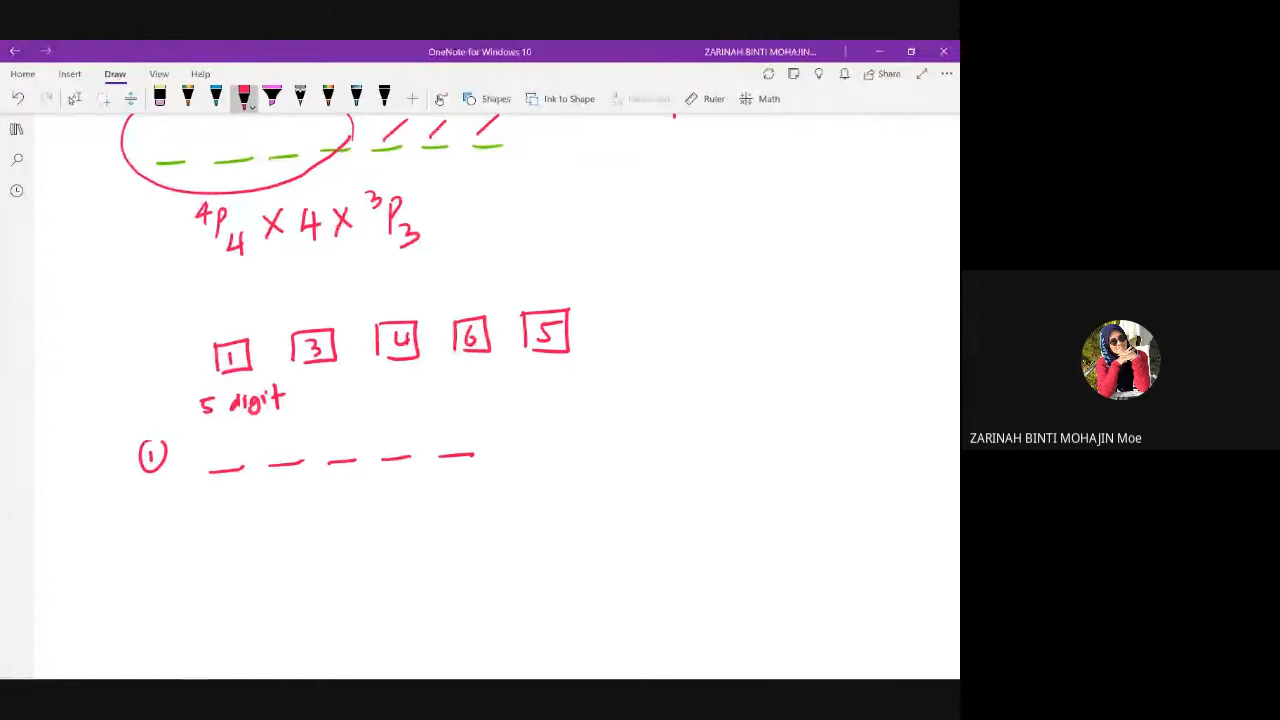 OneNote for Windows 10
ZARINAH BINTI MOHAJIN...
Home Insert Draw View Help
Share
Shapes Ink to Shape Ruler Math
⁴P₄ × 4 × ³P₃
1 3 4 6 5
5 digit
① _ _ _ _ _
ZARINAH BINTI MOHAJIN Moe